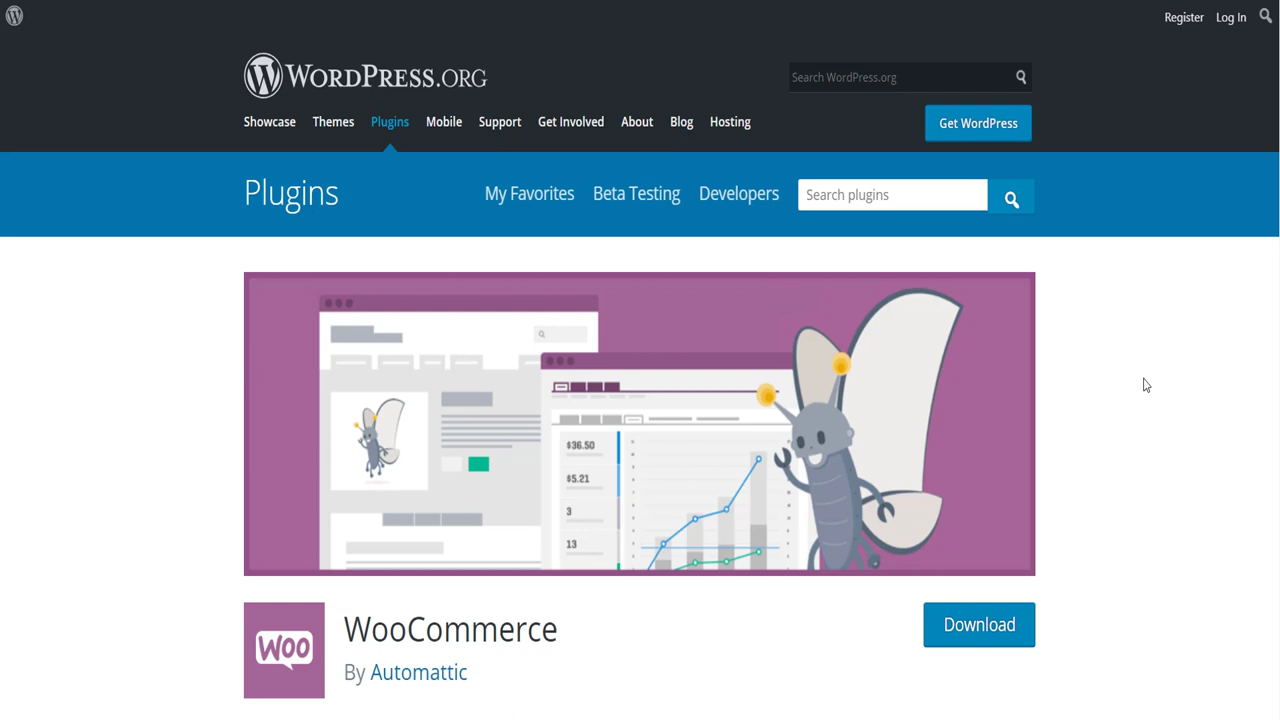 Register Log In
WORDPRESS.ORG
Search WordPress.org
Showcase Themes Plugins Mobile Support Get Involved About Blog Hosting
Get WordPress
Plugins
My Favorites Beta Testing Developers
Search plugins
$36.50
$5.21
3
13
WOO
WooCommerce
Download
By Automattic